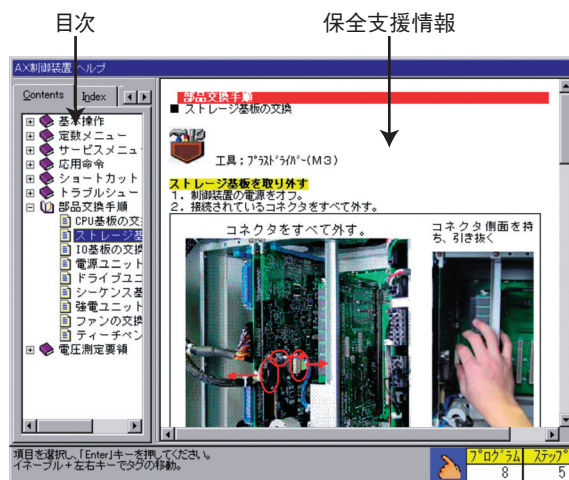 目次
保全支援情報
AX制御装置 ヘルプ
Contents Index
基本操作
定数メニュー
サービスメニュ
応用命令
ショートカット
トラブルシュー
部品交換手順
CPU基板の交
ストレージ基
IO基板の交換
電源ユニット
ドライブユニ
シーケンス基
強電ユニット
ファンの交換
ティーチペン
電圧測定要領
部品交換手順
■ ストレージ基板の交換
工具;プラスドライバー(M3)
ストレージ基板を取り外す
1. 制御装置の電源をオフ。
2. 接続されているコネクタをすべて外す。
コネクタをすべて外す。
コネクタ側面を持
ち、引き抜く
項目を選択し、「Enter」キーを押してください。
イネーブル+左右キーでタグの移動。
プログラム ステップ
8 5